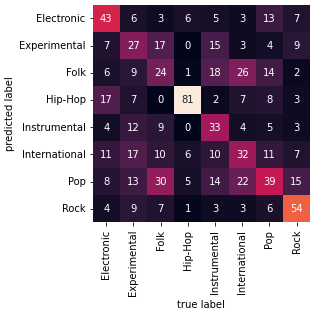 predicted label
Electronic 43 6 3 6 5 3 13 7
Experimental 7 27 17 0 15 3 4 9
Folk 6 9 24 1 18 26 14 2
Hip-Hop 17 7 0 81 2 7 8 3
Instrumental 4 12 9 0 33 4 5 3
International 11 17 10 6 10 32 11 7
Pop 8 13 30 5 14 22 39 15
Rock 4 9 7 1 3 3 6 54
Electronic
Experimental
Folk
Hip-Hop
Instrumental
International
Pop
Rock
true label